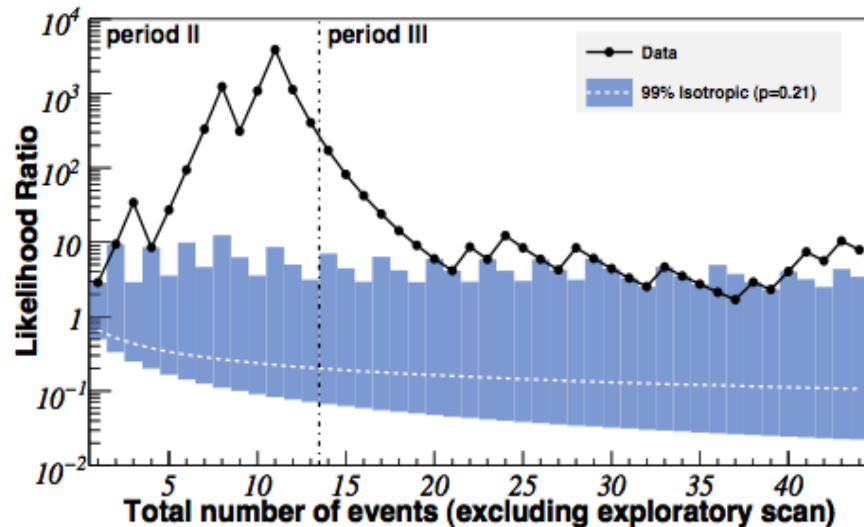 period II
period III
Data
99% Isotropic (p=0.21)
Likelihood Ratio
10^4
10^3
10^2
10
1
10^-1
10^-2
5 10 15 20 25 30 35 40
Total number of events (excluding exploratory scan)